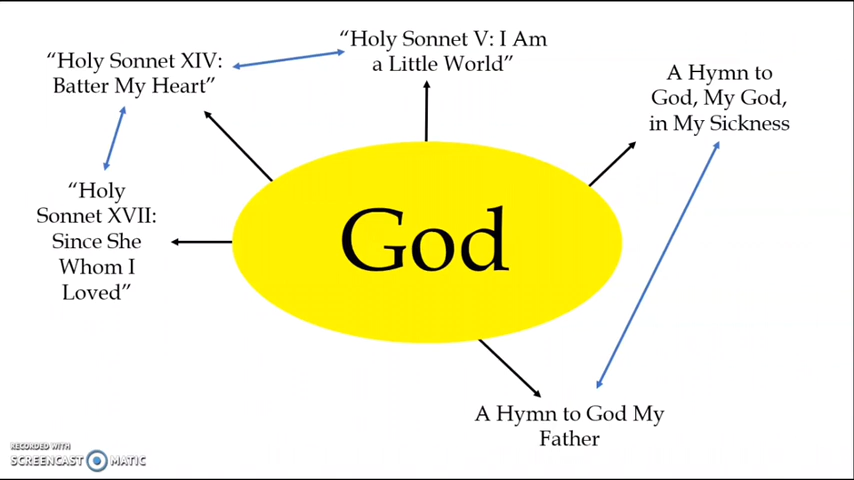 “Holy Sonnet XIV:
Batter My Heart”
“Holy Sonnet V: I Am
a Little World”
A Hymn to
God, My God,
in My Sickness
“Holy
Sonnet XVII:
Since She
Whom I
Loved”
God
A Hymn to God My
Father
RECORDED WITH
SCREENCAST MATIC